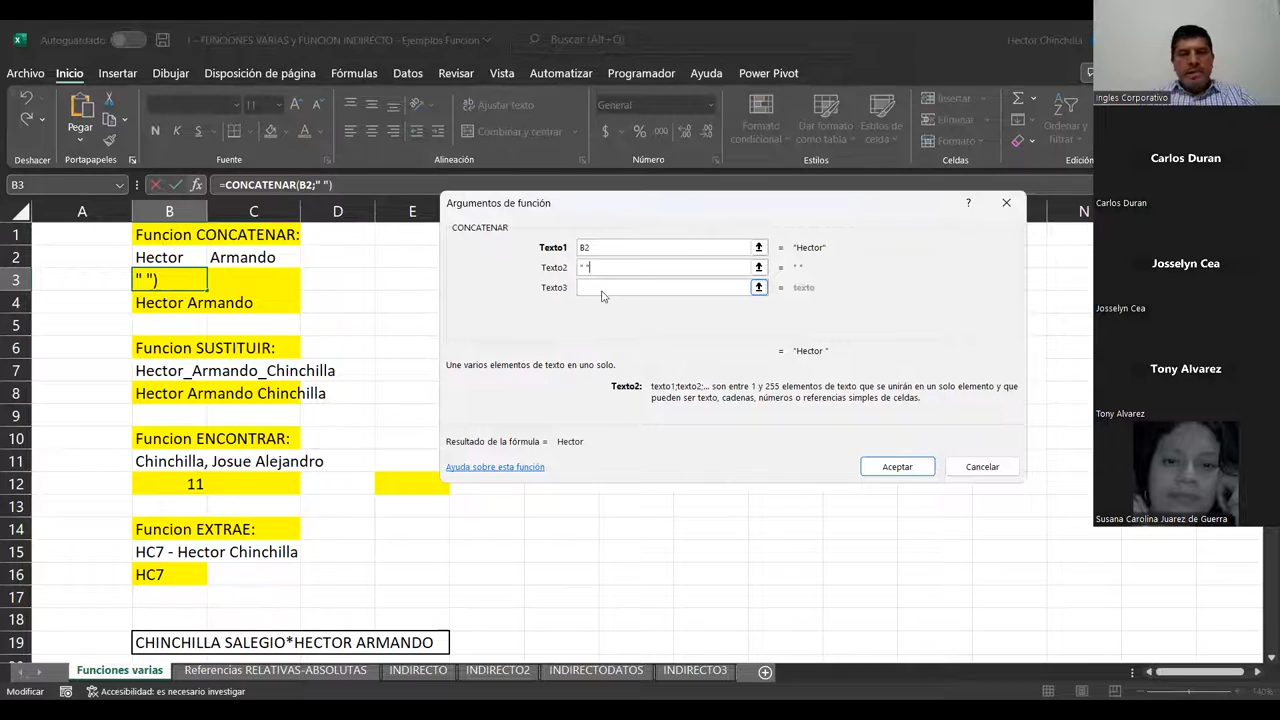 Autoguardado
I – FUNCIONES VARIAS y FUNCION INDIRECTO - Ejemplos Funcion
Buscar (Alt+Q)
Hector Chinchilla
Archivo Inicio Insertar Dibujar Disposición de página Fórmulas Datos Revisar Vista Automatizar Programador Ayuda Power Pivot
Pegar
11
Ajustar texto
General
Combinar y centrar
Formato condicional
Dar formato como tabla
Estilos de celda
Insertar
Eliminar
Formato
Ordenar y filtrar
Deshacer Portapapeles Fuente Alineación Número Estilos Celdas Edición
B3 fx =CONCATENAR(B2;" ")
A B C D E N
1 Funcion CONCATENAR:
2 Hector Armando
3 " ")
4 Hector Armando
5
6 Funcion SUSTITUIR:
7 Hector_Armando_Chinchilla
8 Hector Armando Chinchilla
9
10 Funcion ENCONTRAR:
11 Chinchilla, Josue Alejandro
12 11
13
14 Funcion EXTRAE:
15 HC7 - Hector Chinchilla
16 HC7
17
18
19 CHINCHILLA SALEGIO*HECTOR ARMANDO
Argumentos de función ?
CONCATENAR
Texto1 B2 = "Hector"
Texto2 " " = " "
Texto3 = texto
= "Hector "
Une varios elementos de texto en uno solo.
Texto2: texto1;texto2;... son entre 1 y 255 elementos de texto que se unirán en un solo elemento y que
pueden ser texto, cadenas, números o referencias simples de celdas.
Resultado de la fórmula = Hector
Ayuda sobre esta función
Aceptar Cancelar
Funciones varias Referencias RELATIVAS-ABSOLUTAS INDIRECTO INDIRECTO2 INDIRECTODATOS INDIRECTO3
Modificar Accesibilidad: es necesario investigar 140%
Ingles Corporativo
Carlos Duran
Carlos Duran
Josselyn Cea
Josselyn Cea
Tony Alvarez
Tony Alvarez
Susana Carolina Juarez de Guerra